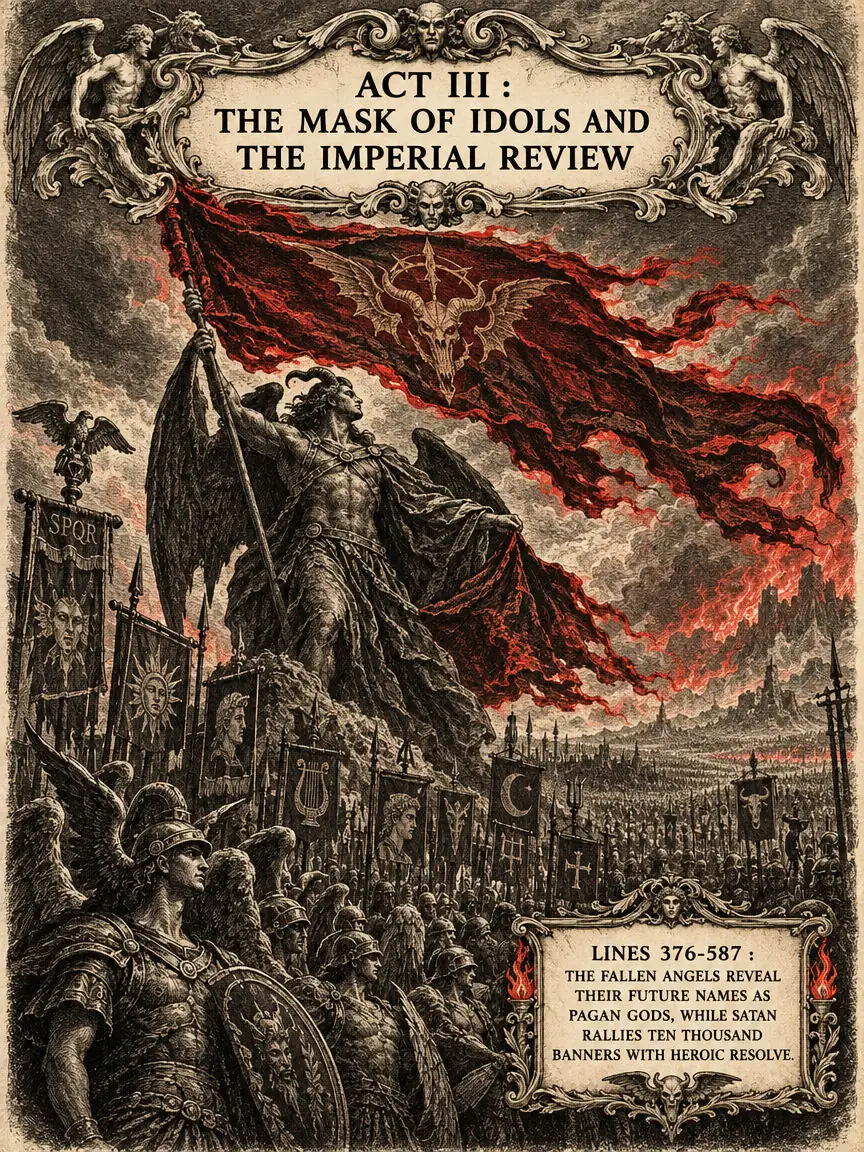 ACT III :
THE MASK OF IDOLS AND
THE IMPERIAL REVIEW
SPQR
LINES 376-587 :
THE FALLEN ANGELS REVEAL
THEIR FUTURE NAMES AS
PAGAN GODS, WHILE SATAN
RALLIES TEN THOUSAND
BANNERS WITH HEROIC RESOLVE.